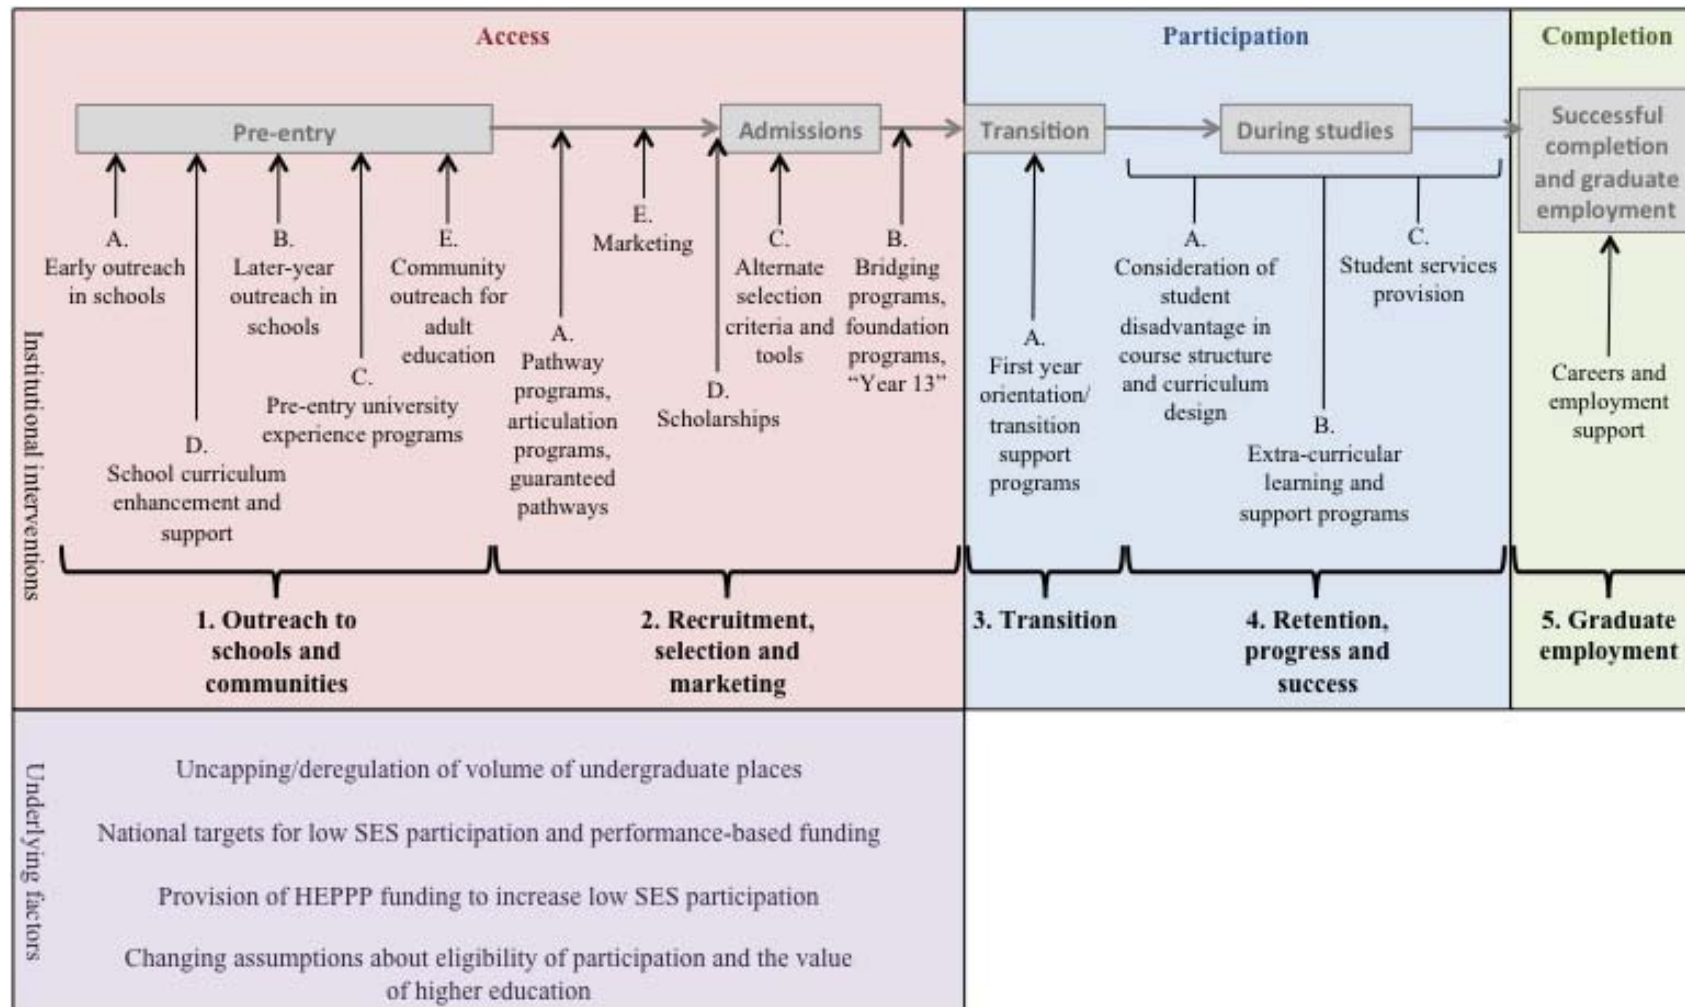 Access
Participation
Completion
Pre-entry
Admissions
Transition
During studies
Successful
completion
and graduate
employment
Institutional interventions
A.
Early outreach
in schools
D.
School curriculum
enhancement and
support
B.
Later-year
outreach in
schools
C.
Pre-entry university
experience programs
E.
Community
outreach for
adult
education
A.
Pathway
programs,
articulation
programs,
guaranteed
pathways
E.
Marketing
D.
Scholarships
C.
Alternate
selection
criteria and
tools
B.
Bridging
programs,
foundation
programs,
“Year 13”
A.
First year
orientation/
transition
support
programs
A.
Consideration of
student
disadvantage in
course structure
and curriculum
design
B.
Extra-curricular
learning and
support programs
C.
Student services
provision
Careers and
employment
support
1. Outreach to
schools and
communities
2. Recruitment,
selection and
marketing
3. Transition
4. Retention,
progress and
success
5. Graduate
employment
Underlying factors
Uncapping/deregulation of volume of undergraduate places
National targets for low SES participation and performance-based funding
Provision of HEPPP funding to increase low SES participation
Changing assumptions about eligibility of participation and the value
of higher education